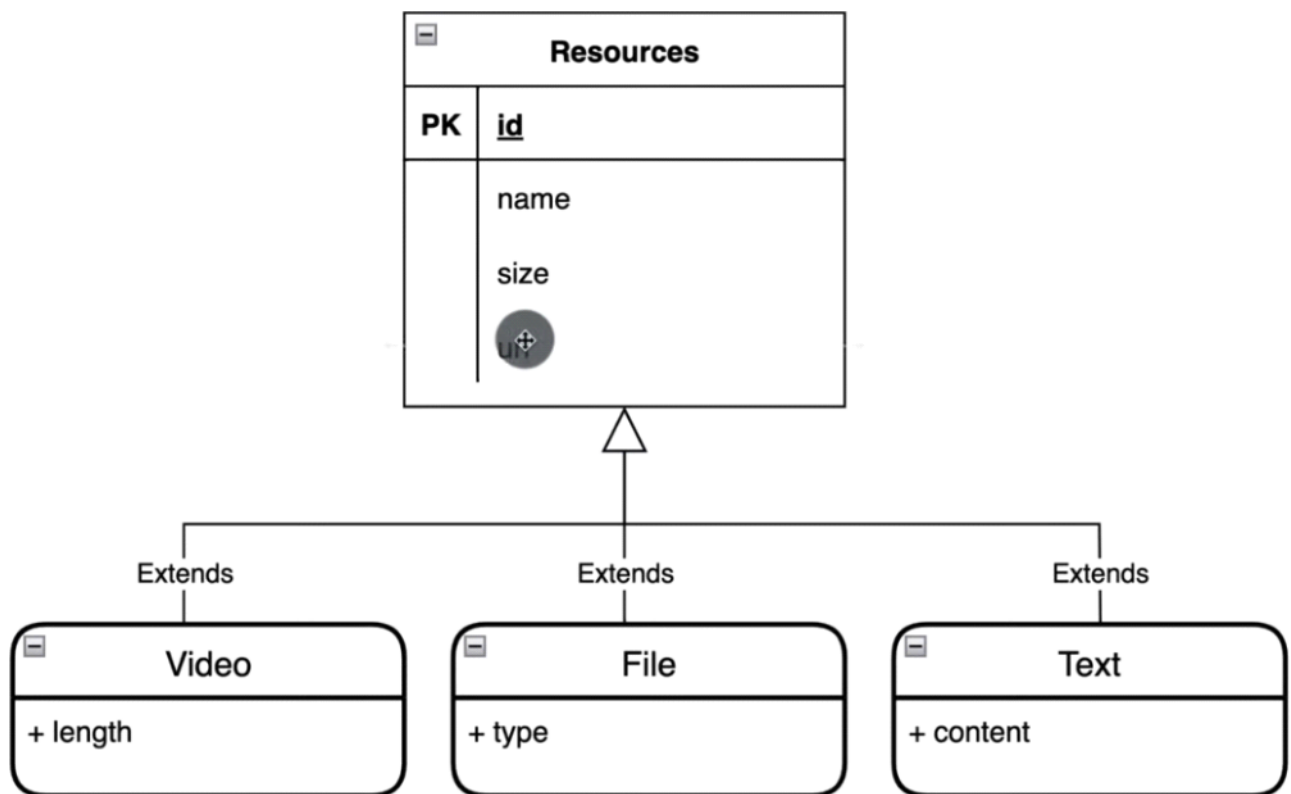 Resources
PK id
name
size
Extends Extends Extends
Video File Text
+ length + type + content